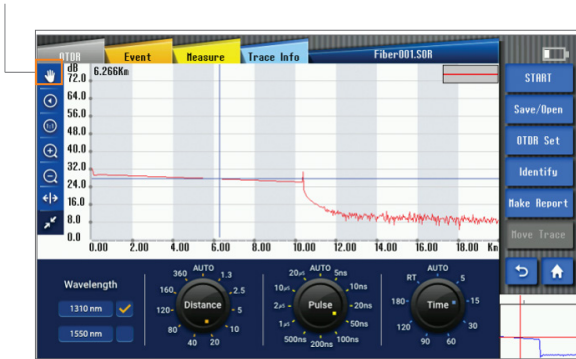 OTDR Event Measure Trace Info Fiber001.SOR
dB
72.0 6.266Km
64.0
56.0
48.0
40.0
32.0
24.0
16.0
8.0
0.0
0.00 2.00 4.00 6.00 8.00 10.00 12.00 14.00 16.00 18.00 Km
START
Save/Open
OTDR Set
Identify
Make Report
Move Trace
Wavelength
1310 nm
1550 nm
AUTO
360 1.3
160 2.5
120 5
80 10
40 20
Distance
AUTO
20μs 5ns
10μs 10ns
2μs 20ns
1μs 50ns
500ns 200ns 100ns
Pulse
AUTO
RT 5
180 15
120 30
90 60
Time